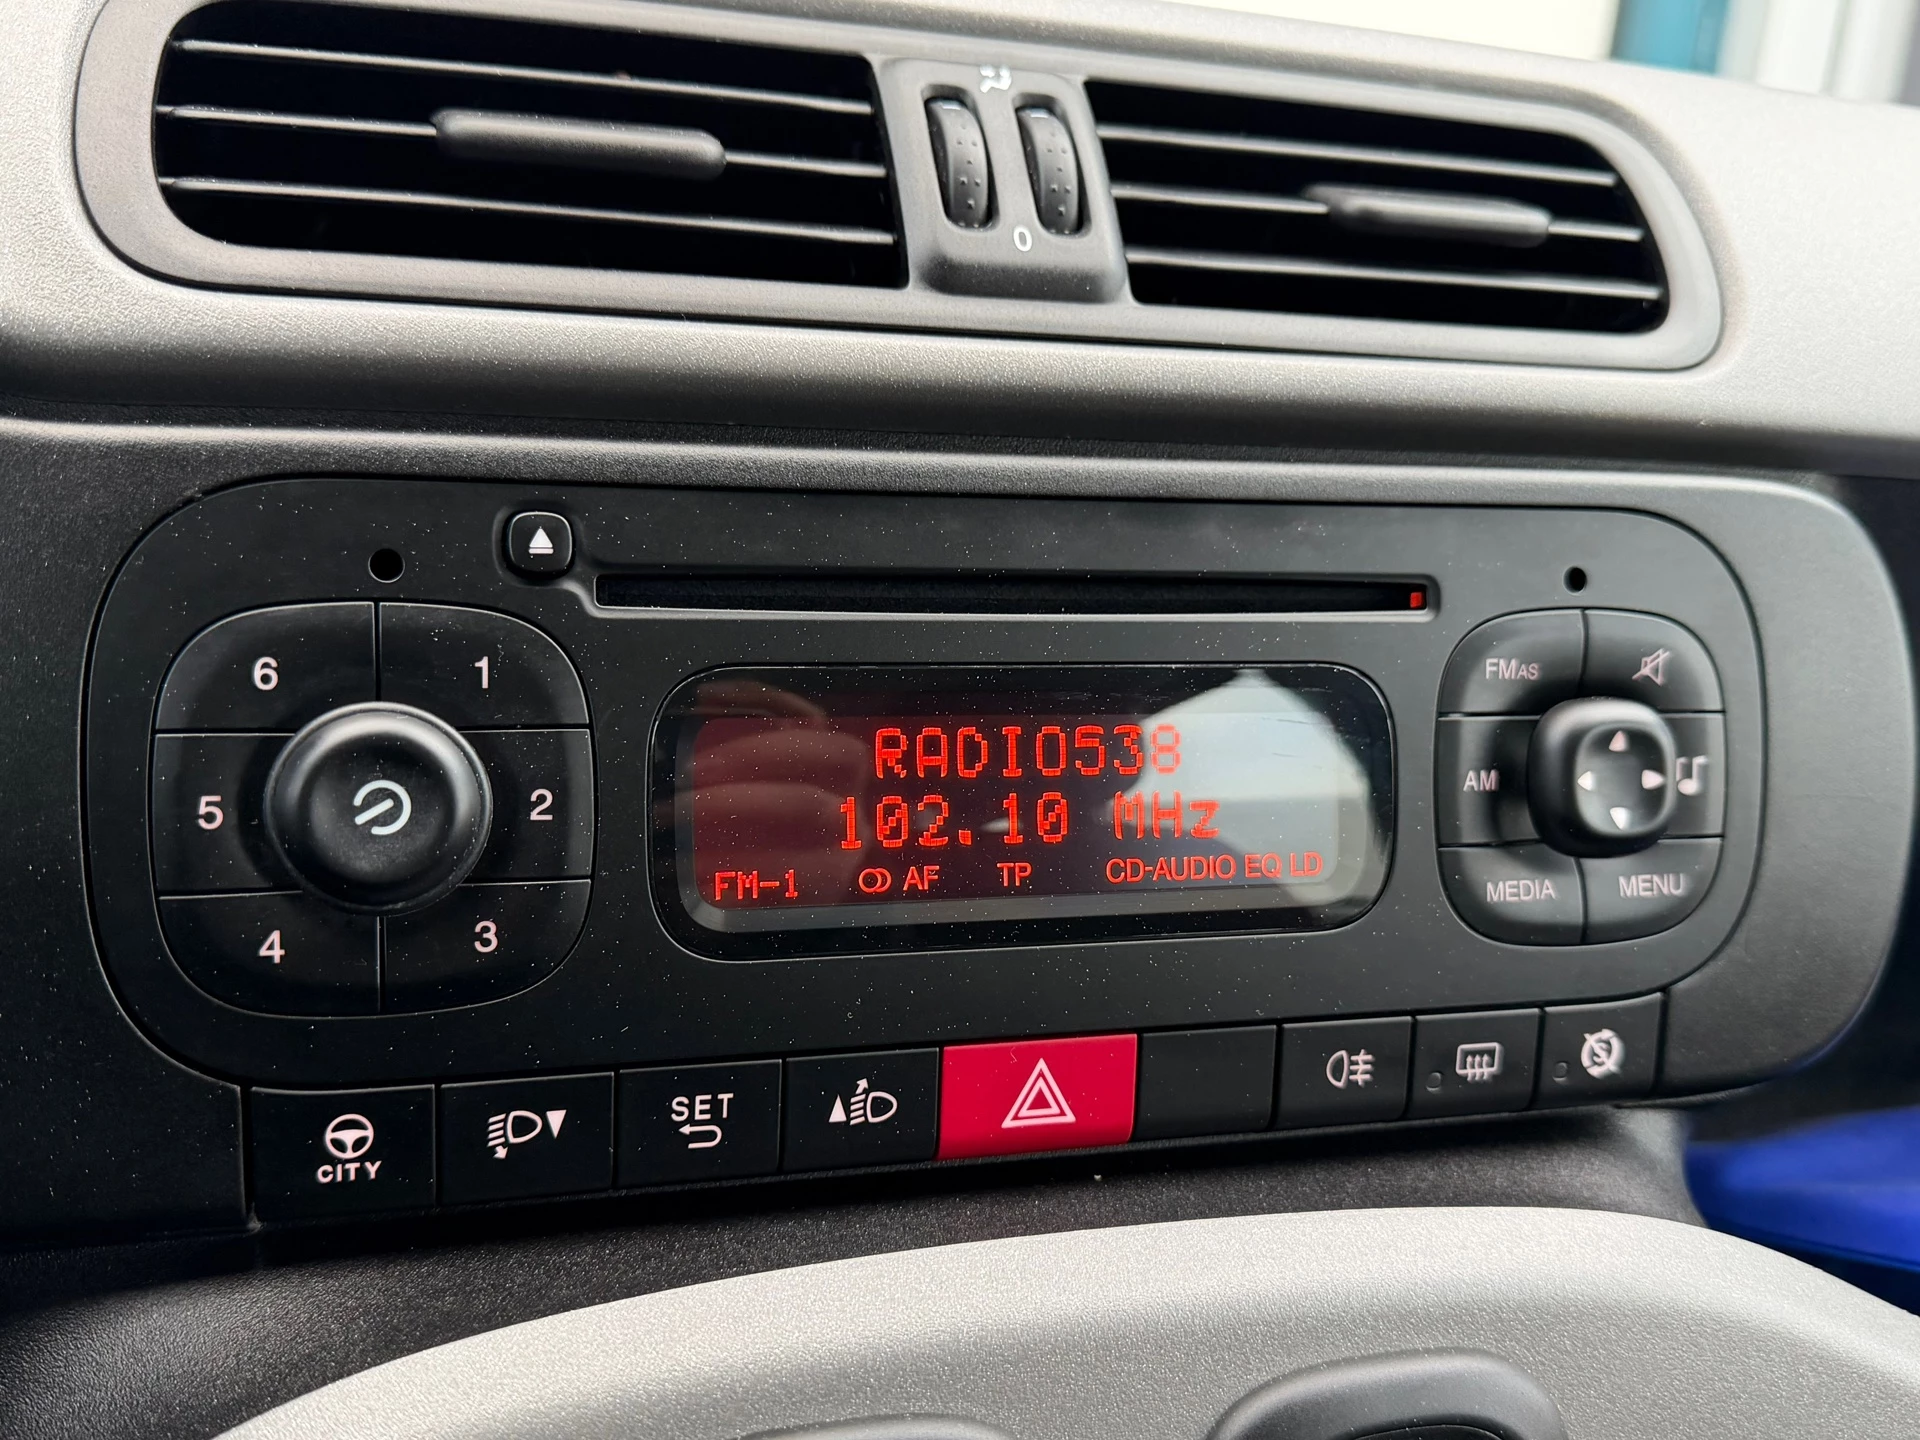 0
6 1
5 2
4 3
RADIO538
102.10 MHz
FM-1 AF TP CD-AUDIO EQ LD
FMAS
AM
MEDIA MENU
CITY
SET